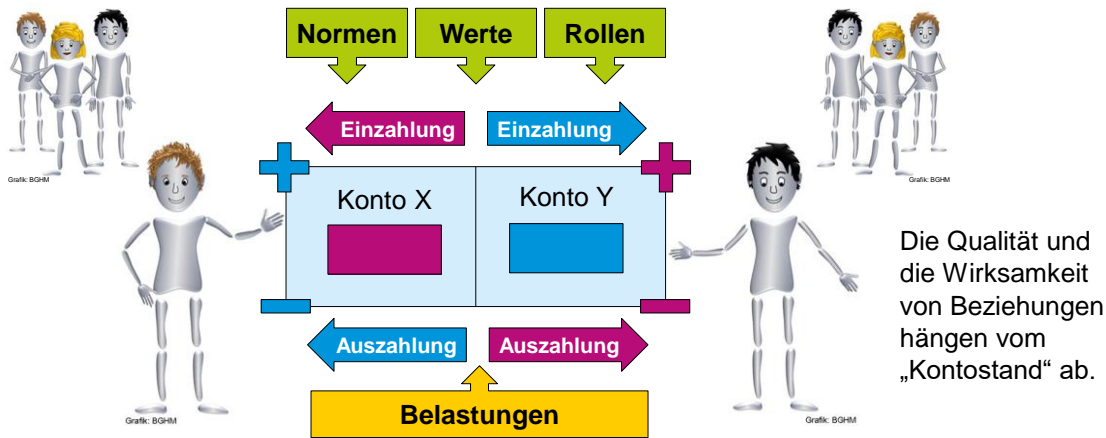 Normen Werte Rollen
Einzahlung Einzahlung
Grafik: BGHM
Grafik: BGHM
Konto X Konto Y
Die Qualität und
die Wirksamkeit
von Beziehungen
hängen vom
„Kontostand“ ab.
Auszahlung Auszahlung
Belastungen
Grafik: BGHM
Grafik: BGHM